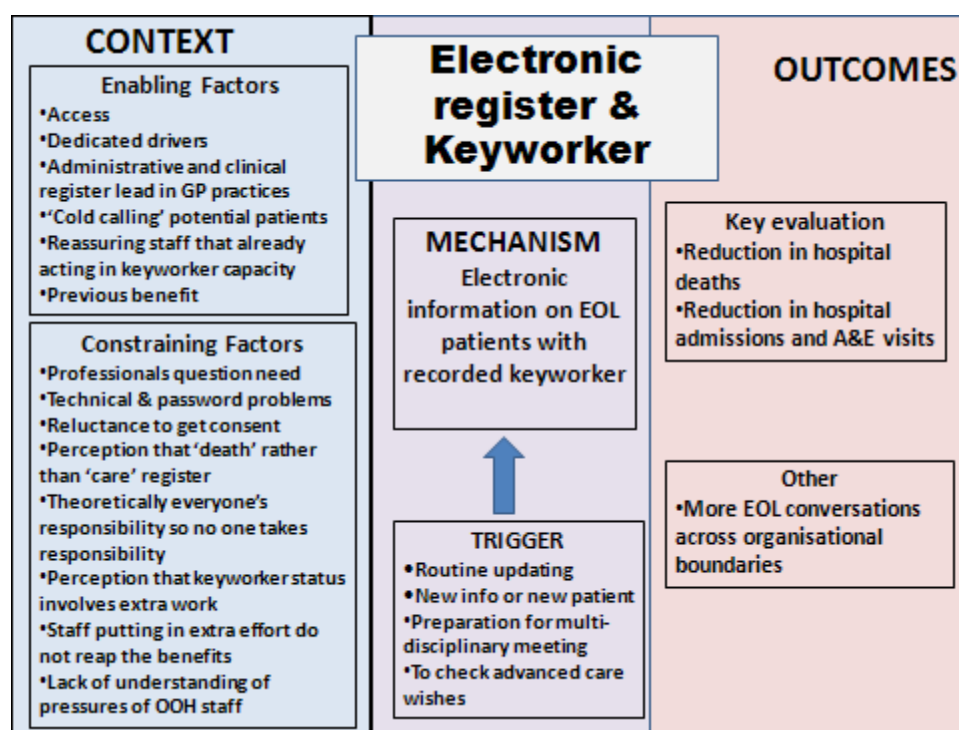 CONTEXT
Enabling Factors
•Access
•Dedicated drivers
•Administrative and clinical
register lead in GP practices
•‘Cold calling’ potential patients
•Reassuring staff that already
acting in keyworker capacity
•Previous benefit
Constraining Factors
•Professionals question need
•Technical & password problems
•Reluctance to get consent
•Perception that ‘death’ rather
than ‘care’ register
•Theoretically everyone’s
responsibility so no one takes
responsibility
•Perception that keyworker status
involves extra work
•Staff putting in extra effort do
not reap the benefits
•Lack of understanding of
pressures of OOH staff
Electronic
register &
Keyworker
MECHANISM
Electronic
information on EOL
patients with
recorded keyworker
TRIGGER
•Routine updating
•New info or new patient
•Preparation for multi-
disciplinary meeting
•To check advanced care
wishes
OUTCOMES
Key evaluation
•Reduction in hospital
deaths
•Reduction in hospital
admissions and A&E visits
Other
•More EOL conversations
across organisational
boundaries